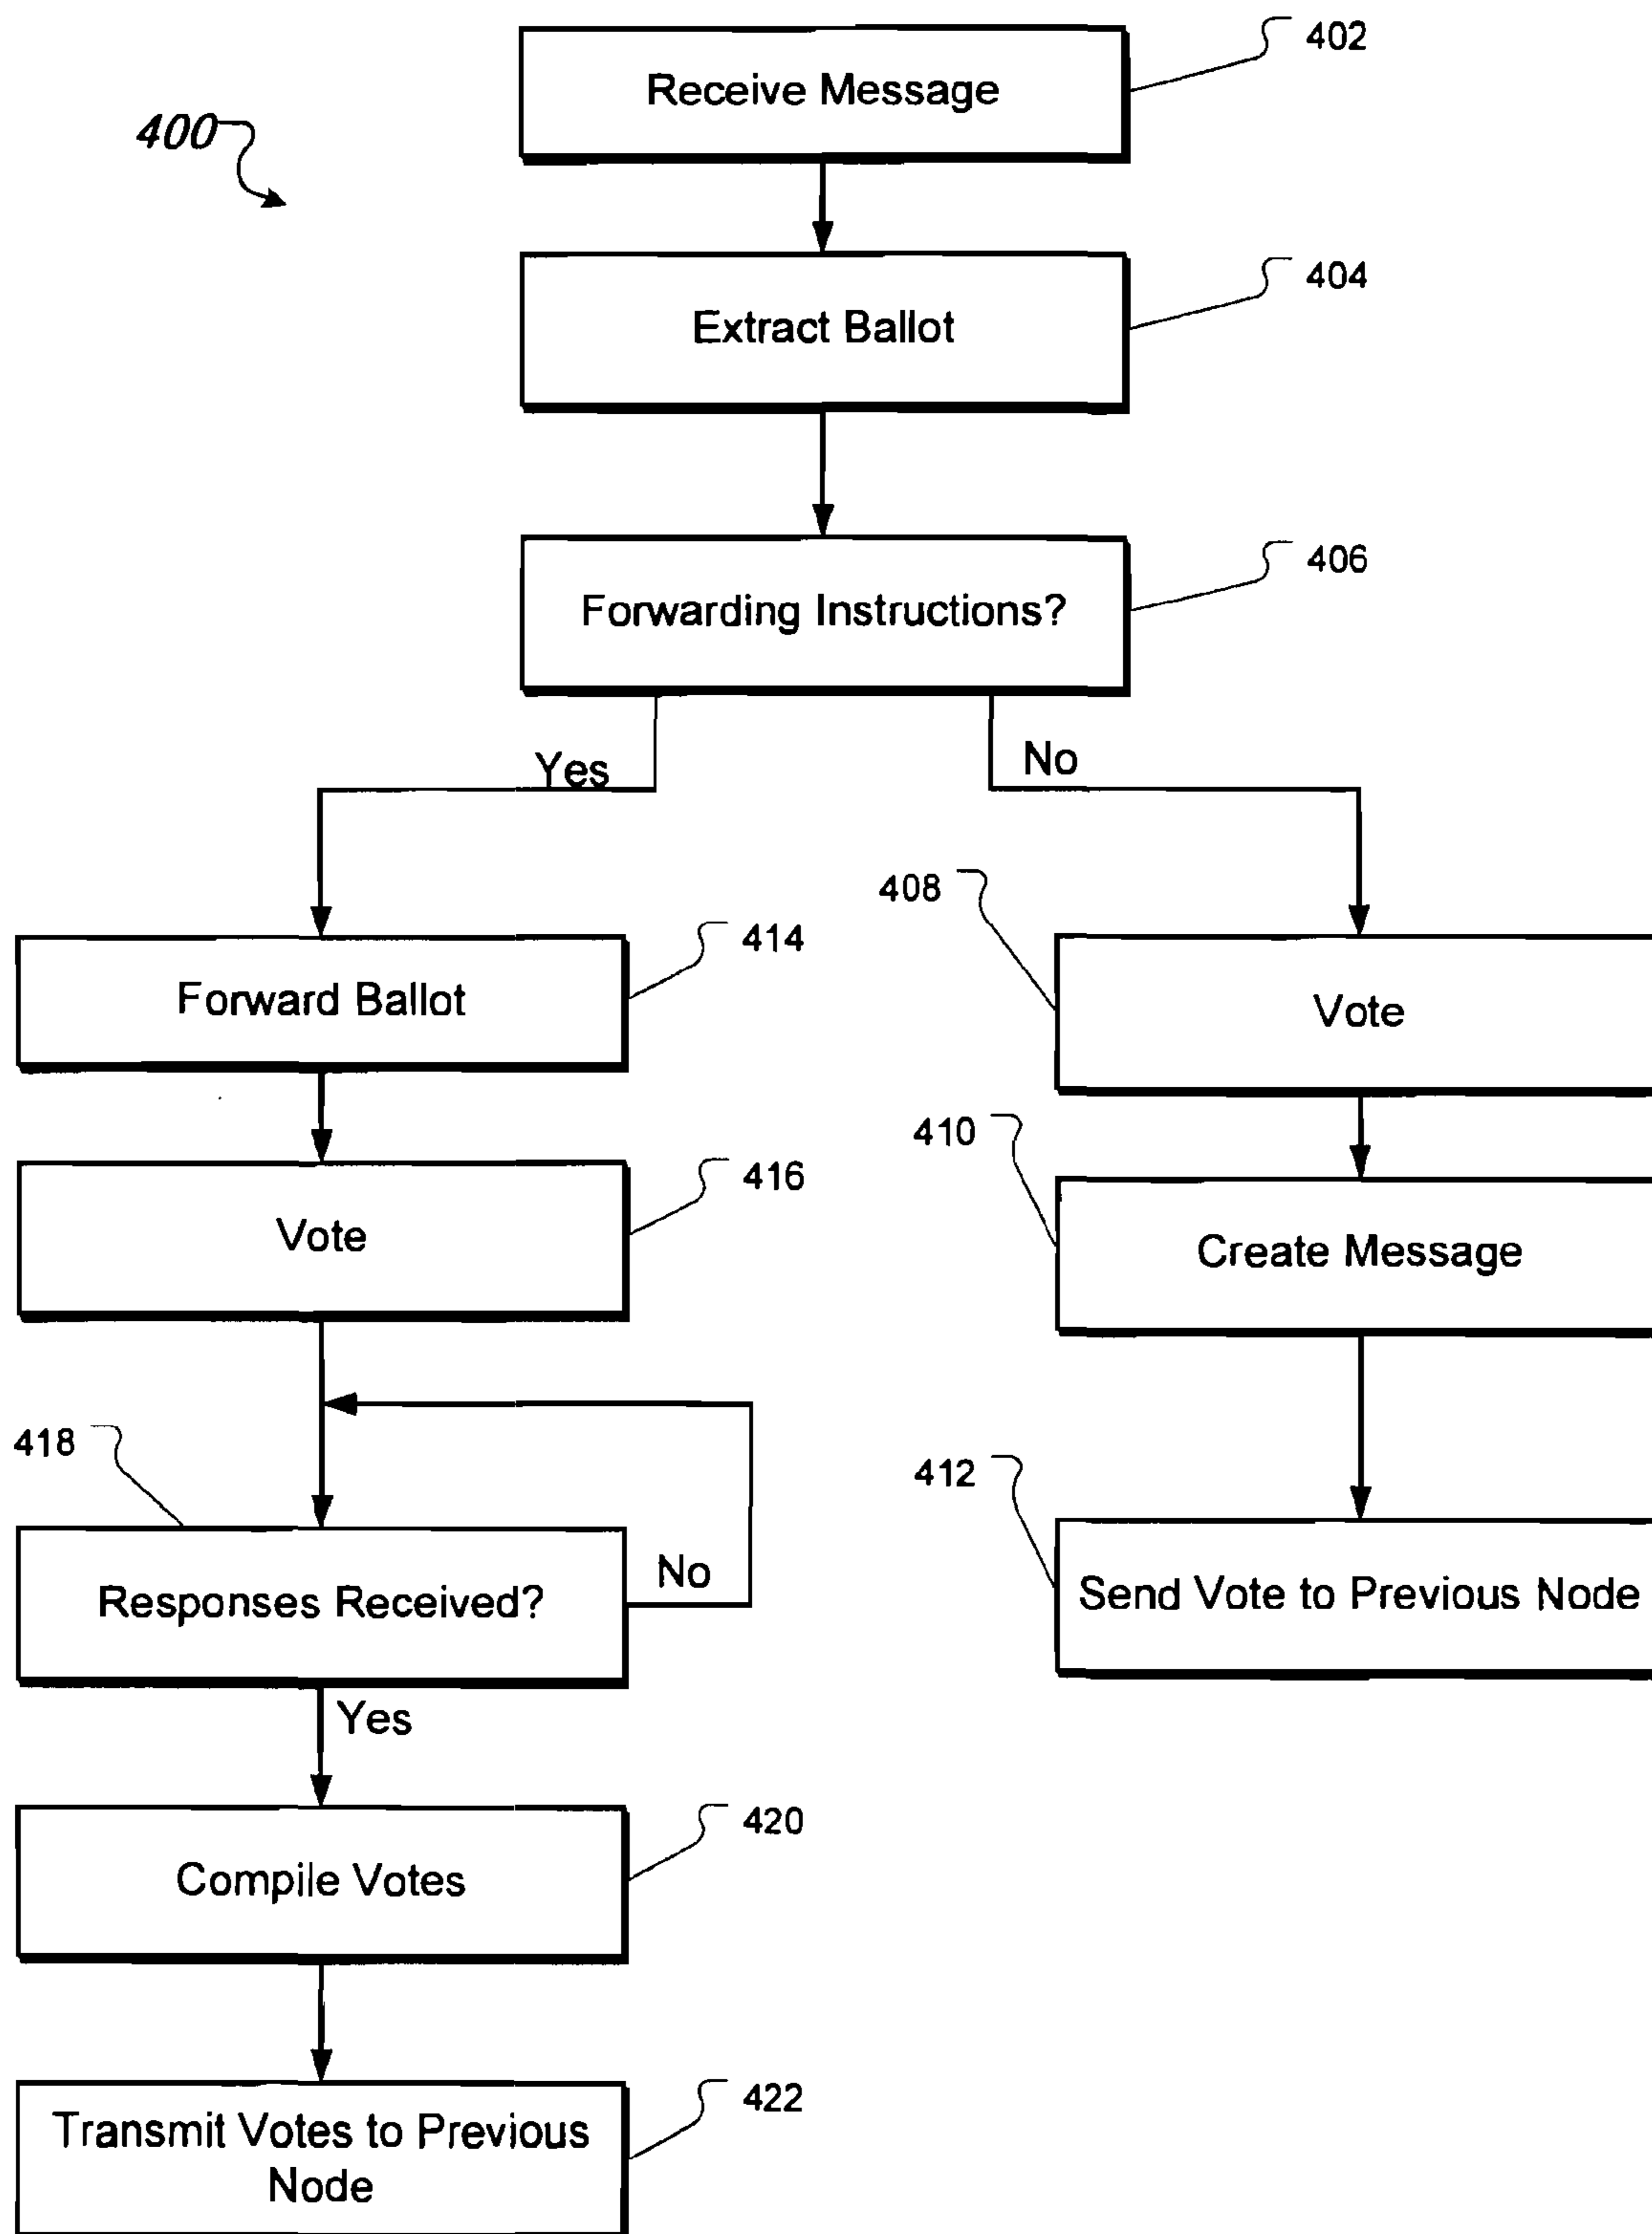 402
Receive Message
400
404
Extract Ballot
406
Forwarding Instructions?
Yes
No
408
414
Forward Ballot
Vote
410
416
Vote
Create Message
418
412
Responses Received?
No
Send Vote to Previous Node
Yes
420
Compile Votes
422
Transmit Votes to Previous
Node